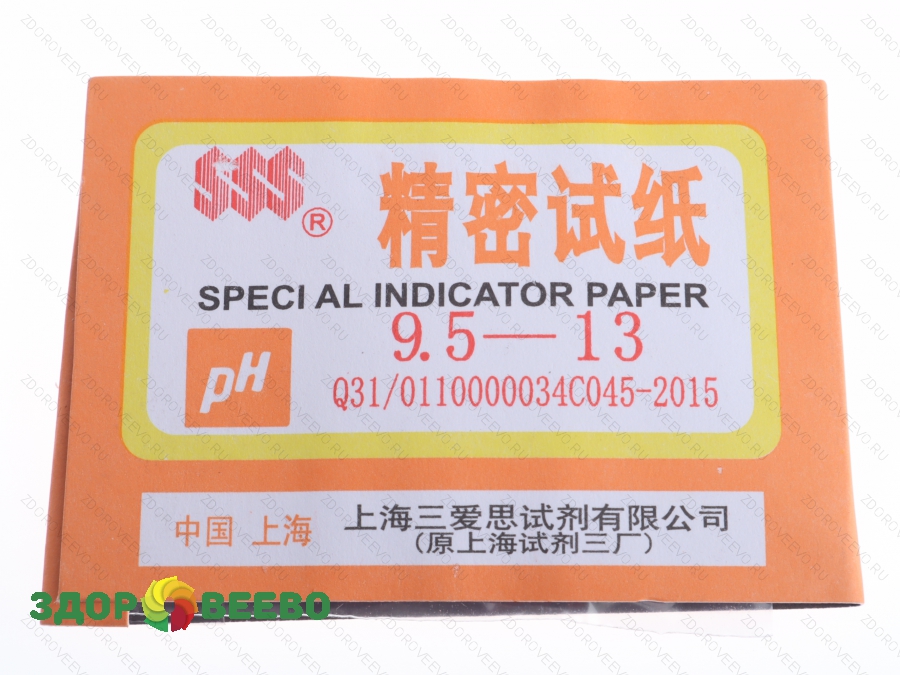 SSS®
精密试纸
SPECI AL INDICATOR PAPER
9.5—13
pH
Q31/0110000034C045-2015
中国 上海
上海三爱思试剂有限公司
(原上海试剂三厂)
ЗДОРОВЕЕВО
ZDOROVEEVO.RU